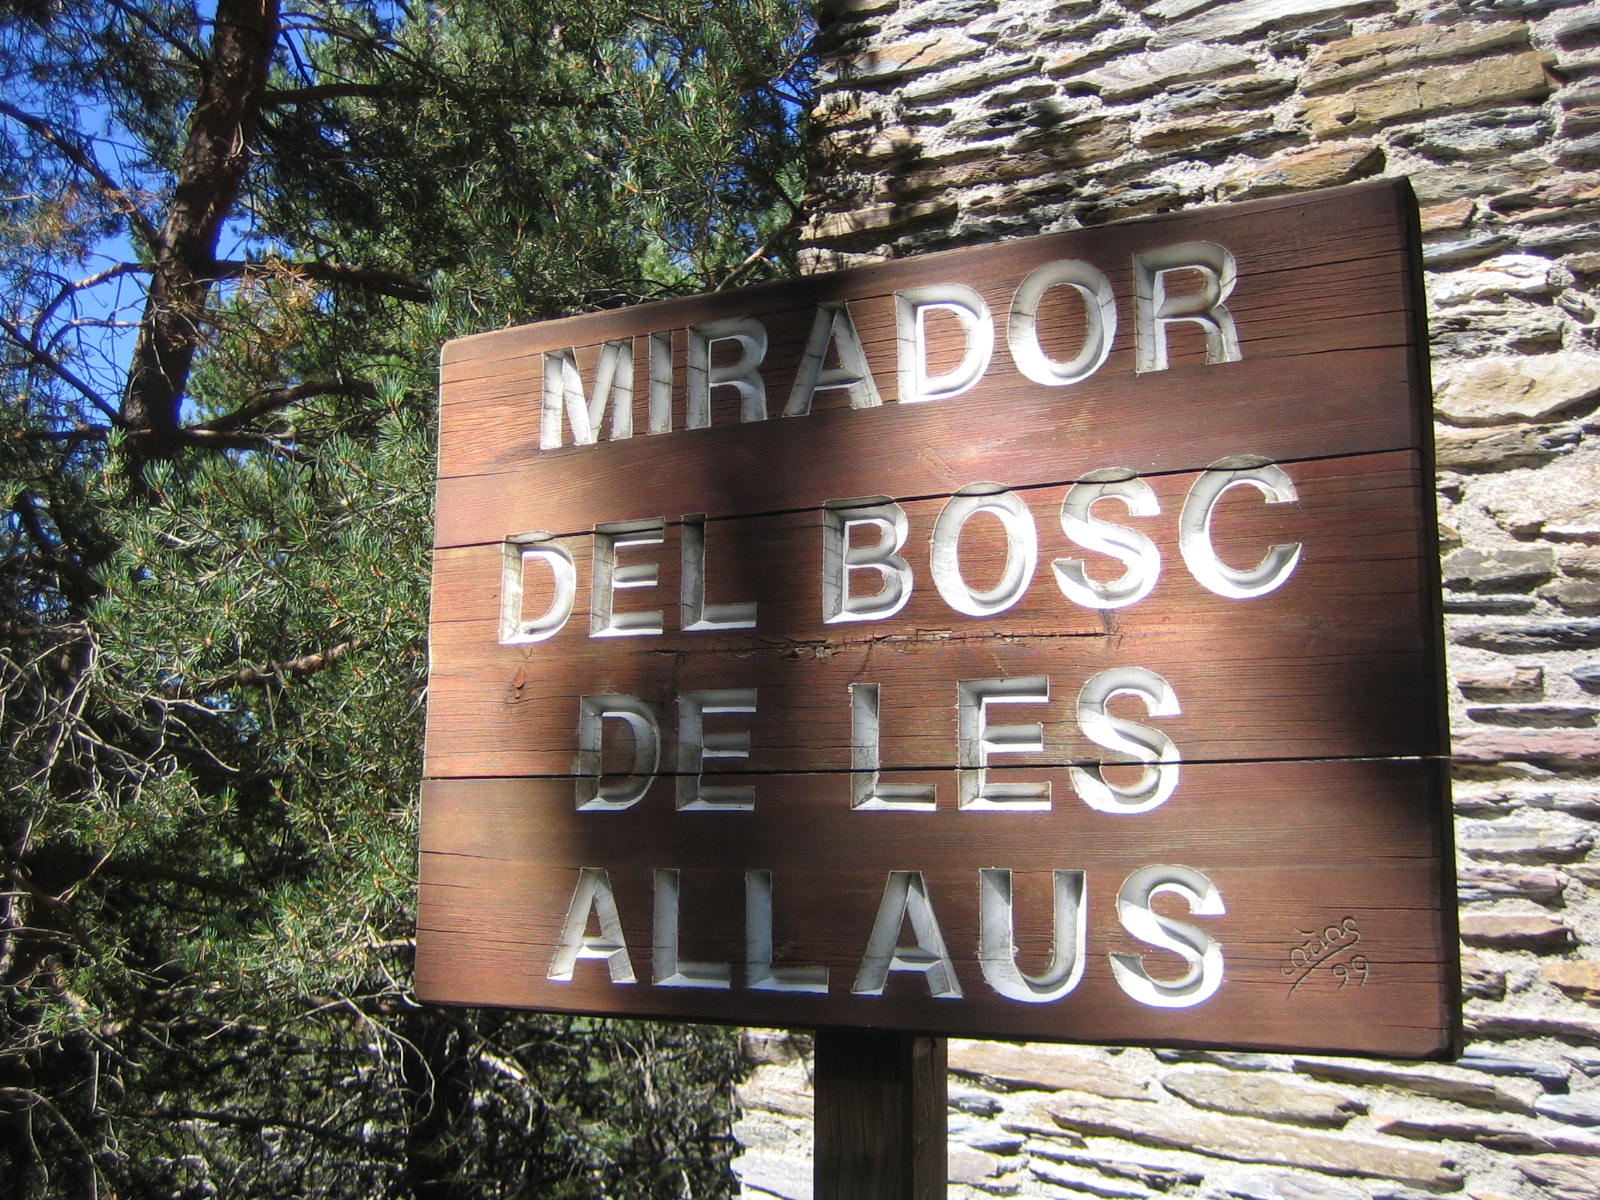 MIRADOR
DEL BOSC
DE LES
ALLAUS
99